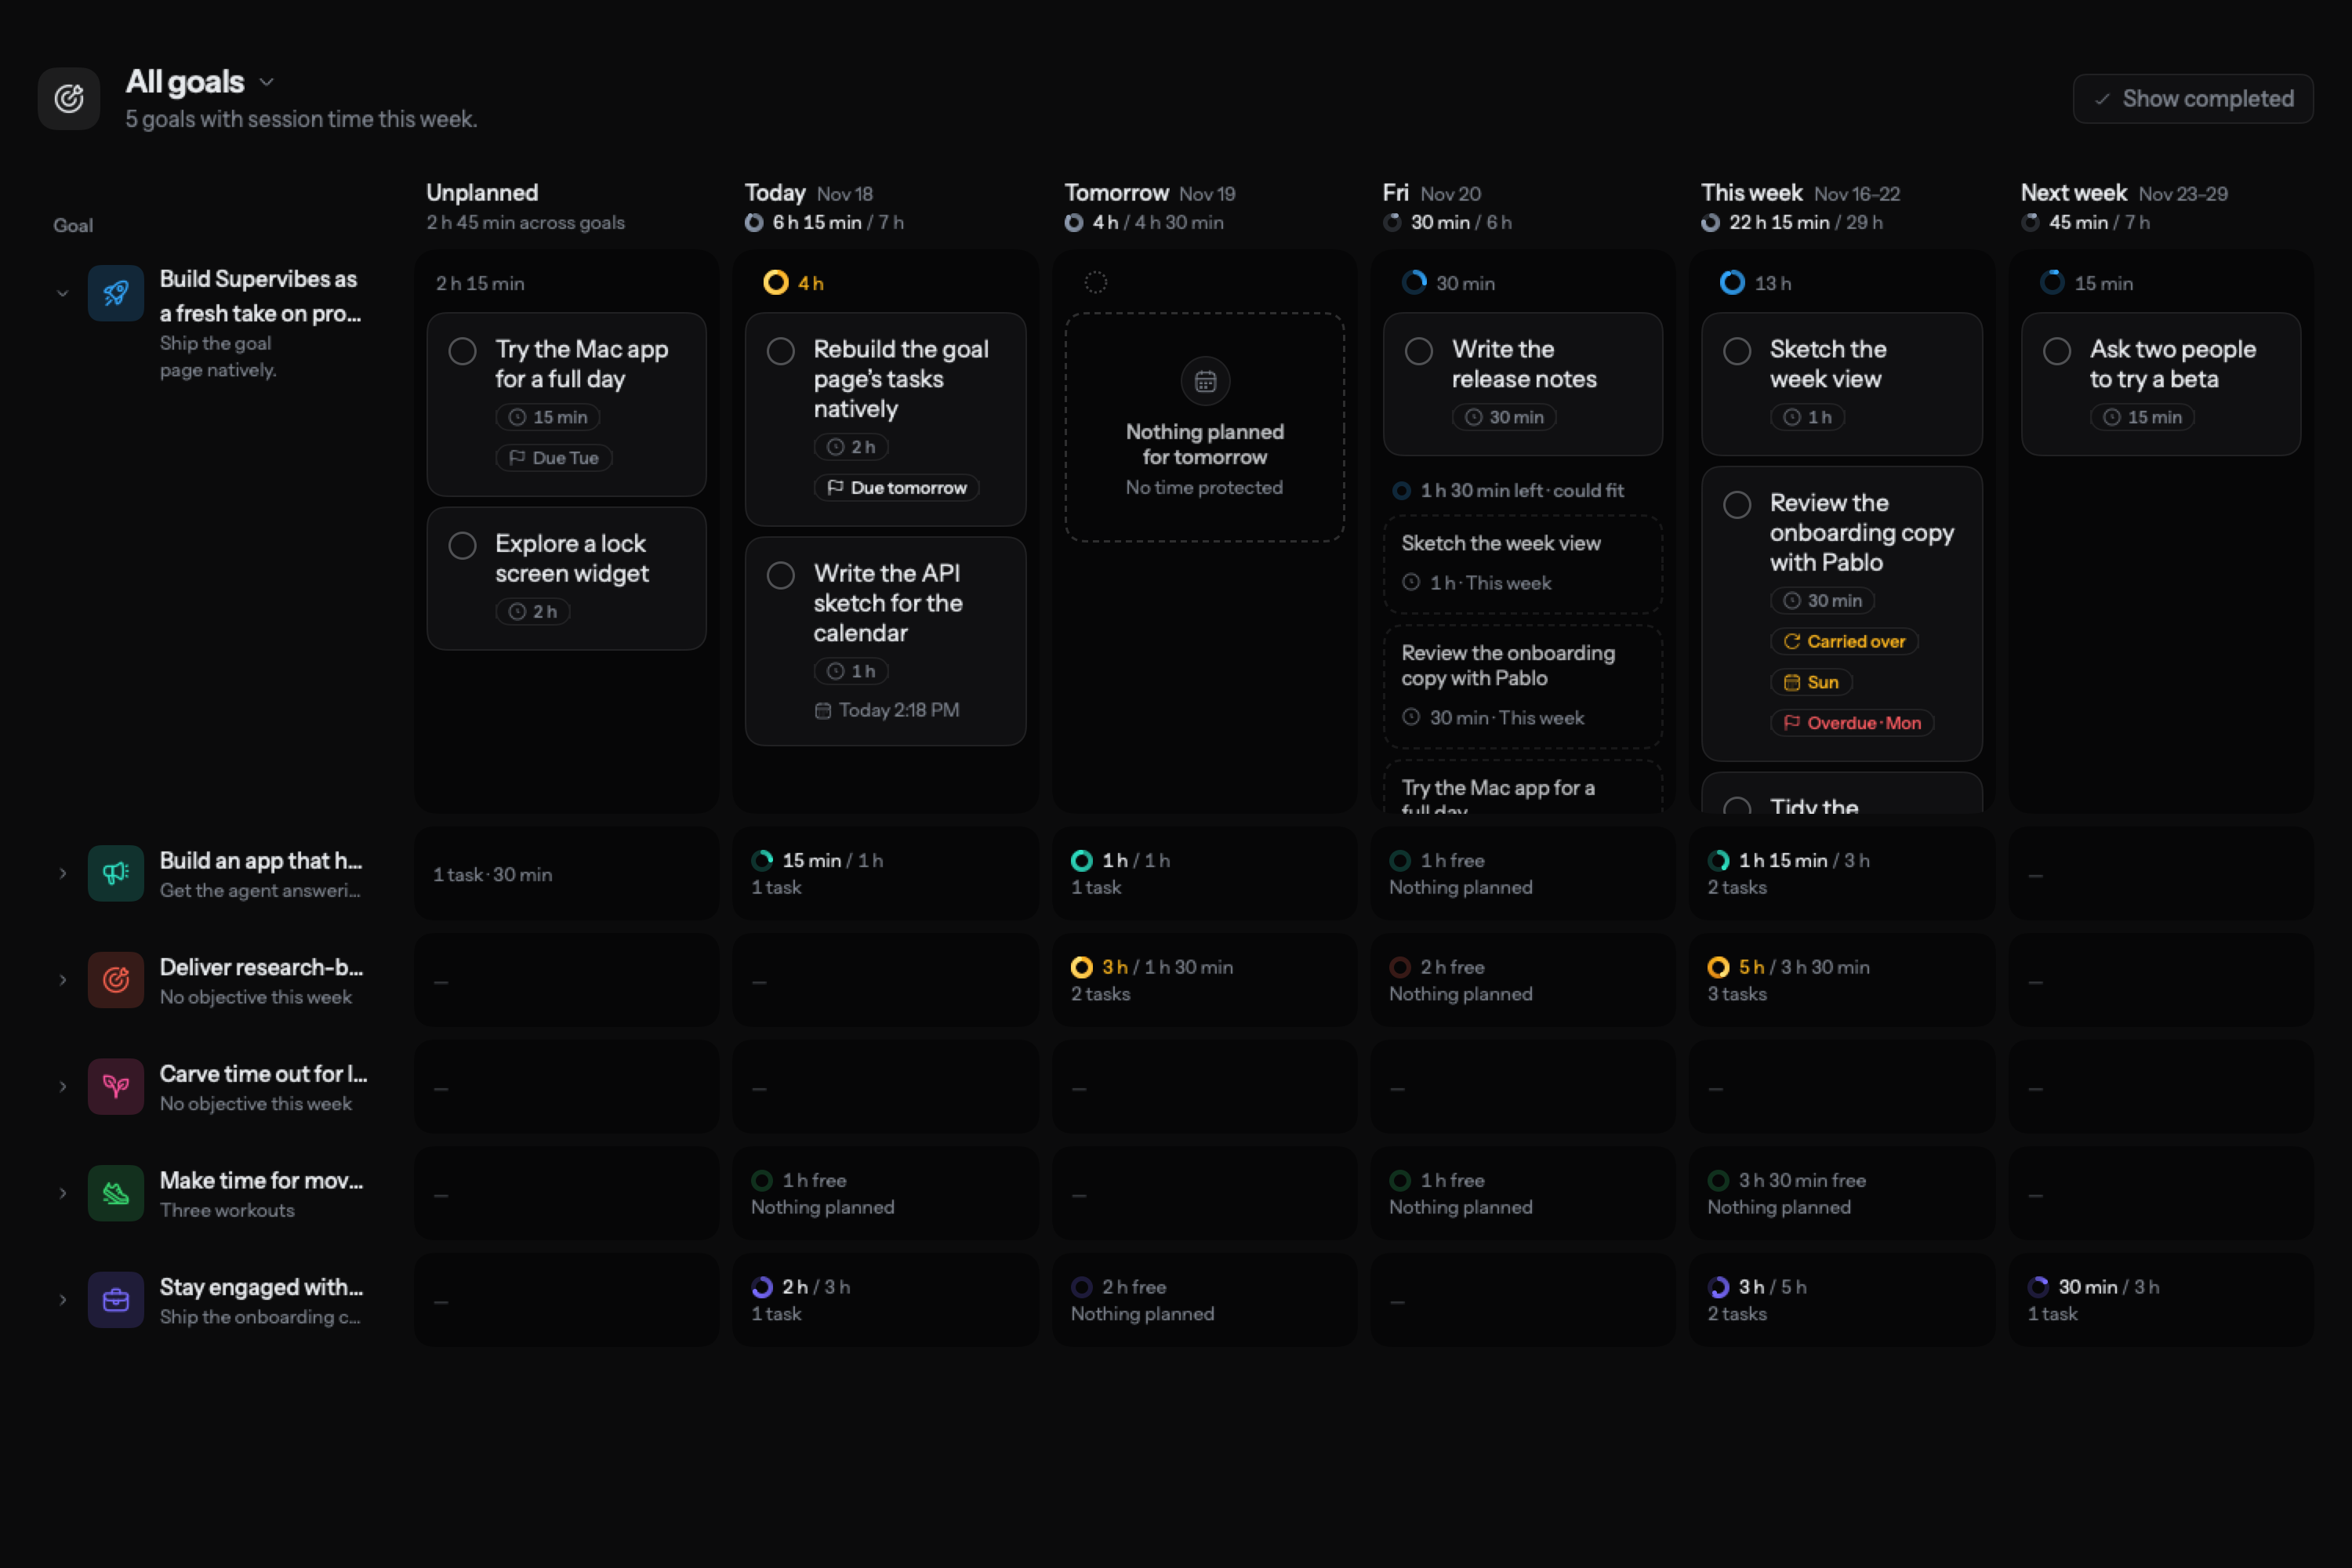 All goals
5 goals with session time this week.
Show completed
Goal
Unplanned
2 h 45 min across goals
Today Nov 18
6 h 15 min / 7 h
Tomorrow Nov 19
4 h / 4 h 30 min
Fri Nov 20
30 min / 6 h
This week Nov 16–22
22 h 15 min / 29 h
Next week Nov 23–29
45 min / 7 h
Build Supervibes as
a fresh take on pro...
Ship the goal
page natively.
2 h 15 min
Try the Mac app
for a full day
15 min
Due Tue
Explore a lock
screen widget
2 h
4 h
Rebuild the goal
page's tasks
natively
2 h
Due tomorrow
Write the API
sketch for the
calendar
1 h
Today 2:18 PM
Nothing planned
for tomorrow
No time protected
30 min
Write the
release notes
30 min
1 h 30 min left · could fit
Sketch the week view
1 h · This week
Review the onboarding
copy with Pablo
30 min · This week
Try the Mac app for a
full day
13 h
Sketch the
week view
1 h
Review the
onboarding copy
with Pablo
30 min
Carried over
Sun
Overdue · Mon
Tidy the
15 min
Ask two people
to try a beta
15 min
Build an app that h...
Get the agent answeri...
1 task · 30 min
15 min / 1 h
1 task
1 h / 1 h
1 task
1 h free
Nothing planned
1 h 15 min / 3 h
2 tasks
–
Deliver research-b...
No objective this week
–
–
3 h / 1 h 30 min
2 tasks
2 h free
Nothing planned
5 h / 3 h 30 min
3 tasks
–
Carve time out for l...
No objective this week
–
–
–
–
–
–
Make time for mov...
Three workouts
–
1 h free
Nothing planned
–
1 h free
Nothing planned
3 h 30 min free
Nothing planned
–
Stay engaged with...
Ship the onboarding c...
–
2 h / 3 h
1 task
2 h free
Nothing planned
–
3 h / 5 h
2 tasks
30 min / 3 h
1 task